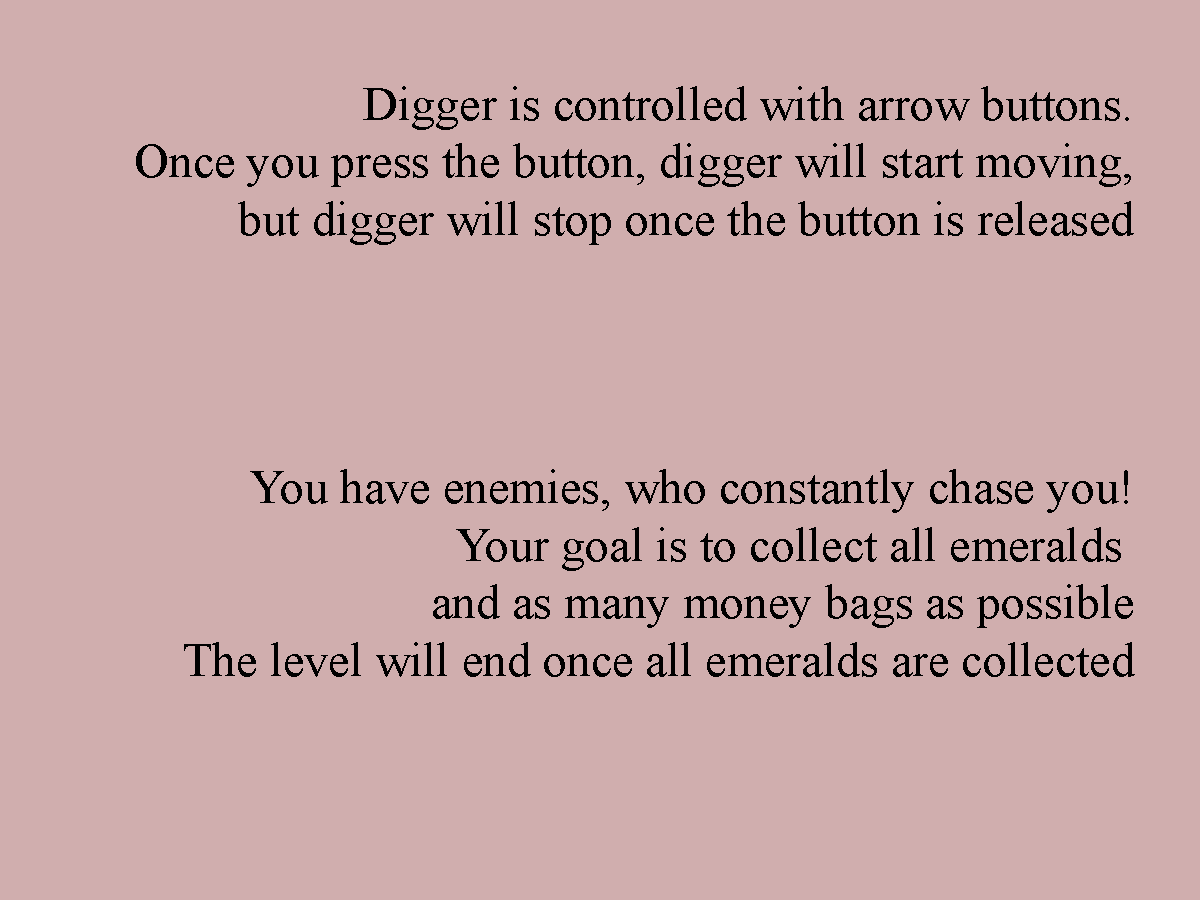 Digger is controlled with arrow buttons.
Once you press the button, digger will start moving,
but digger will stop once the button is released
You have enemies, who constantly chase you!
Your goal is to collect all emeralds
and as many money bags as possible
The level will end once all emeralds are collected